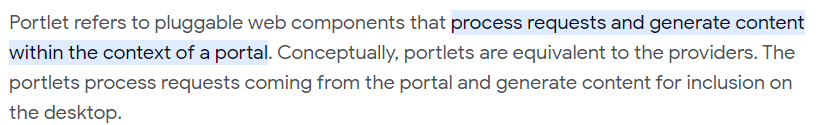 Portlet refers to pluggable web components that process requests and generate content
within the context of a portal. Conceptually, portlets are equivalent to the providers. The
portlets process requests coming from the portal and generate content for inclusion on
the desktop.